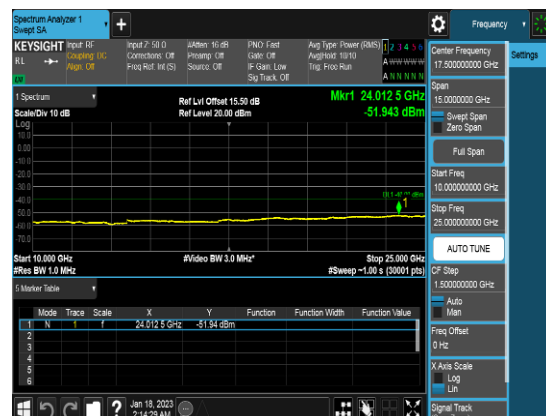 Spectrum Analyzer 1
Swept SA
Frequency
KEYSIGHT
RL
Input: RF
Coupling: DC
Align: Off
Input Z: 50 Ω
Corrections: Off
Freq Ref: Int (S)
#Atten: 16 dB
Preamp: Off
Source: Off
PNO: Fast
Gate: Off
IF Gain: Low
Sig Track: Off
Avg Type: Power (RMS)
Avg|Hold: 10/10
Trig: Free Run
1 2 3 4 5 6
A WW WW W
A N N N N N
1 Spectrum
Scale/Div 10 dB
Log
Ref Lvl Offset 15.50 dB
Ref Level 20.00 dBm
Mkr1 24.012 5 GHz
-51.943 dBm
10.0
0.00
-10.0
-20.0
-30.0
-40.0
-50.0
-60.0
-70.0
1
Start 10.000 GHz
#Res BW 1.0 MHz
#Video BW 3.0 MHz*
Stop 25.000 GHz
#Sweep ~1.00 s (30001 pts)
5 Marker Table
Mode Trace Scale X Y Function Function Width Function Value
1 N 1 f 24.012 5 GHz -51.94 dBm
2
3
4
5
6
Jan 18, 2023
2:14:29 AM
Center Frequency
17.500000000 GHz
Span
15.0000000 GHz
Swept Span
Zero Span
Full Span
Start Freq
10.000000000 GHz
Stop Freq
25.000000000 GHz
AUTO TUNE
CF Step
1.500000000 GHz
Auto
Man
Freq Offset
0 Hz
X Axis Scale
Log
Lin
Signal Track
Settings